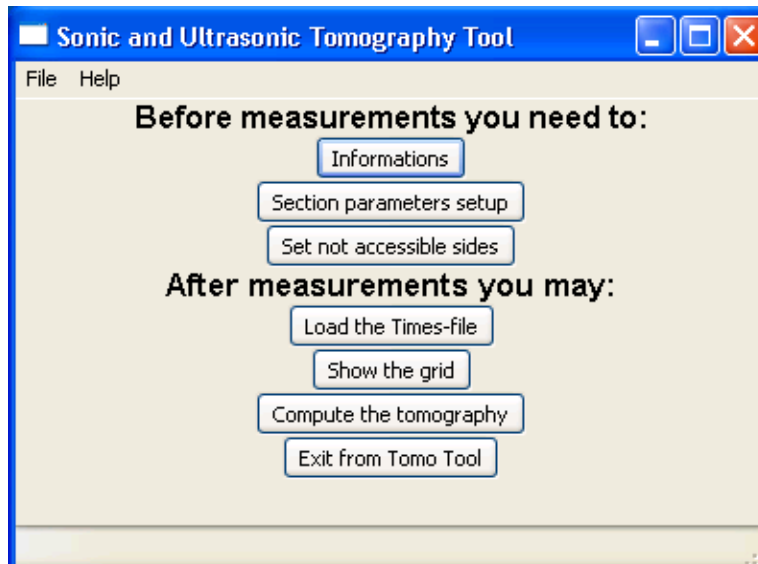 Sonic and Ultrasonic Tomography Tool
File Help
Before measurements you need to:
Informations
Section parameters setup
Set not accessible sides
After measurements you may:
Load the Times-file
Show the grid
Compute the tomography
Exit from Tomo Tool